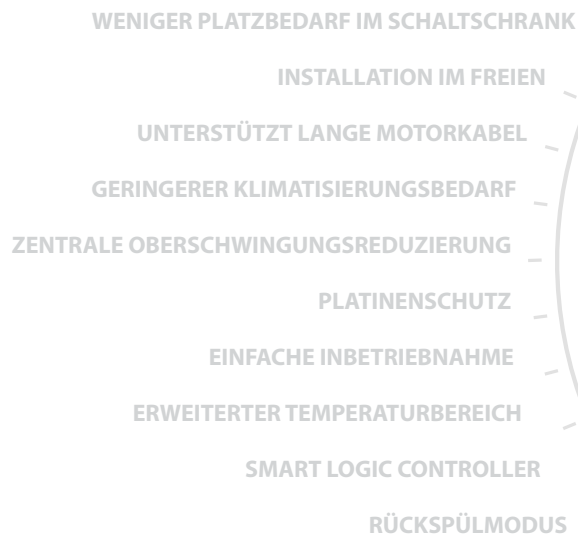 WENIGER PLATZBEDARF IM SCHALTSCHRANK
INSTALLATION IM FREIEN
UNTERSTÜTZT LANGE MOTORKABEL
GERINGERER KLIMATISIERUNGSBEDARF
ZENTRALE OBERSCHWINGUNGSREDUZIERUNG
PLATINENSCHUTZ
EINFACHE INBETRIEBNAHME
ERWEITERTER TEMPERATURBEREICH
SMART LOGIC CONTROLLER
RÜCKSPÜLMODUS